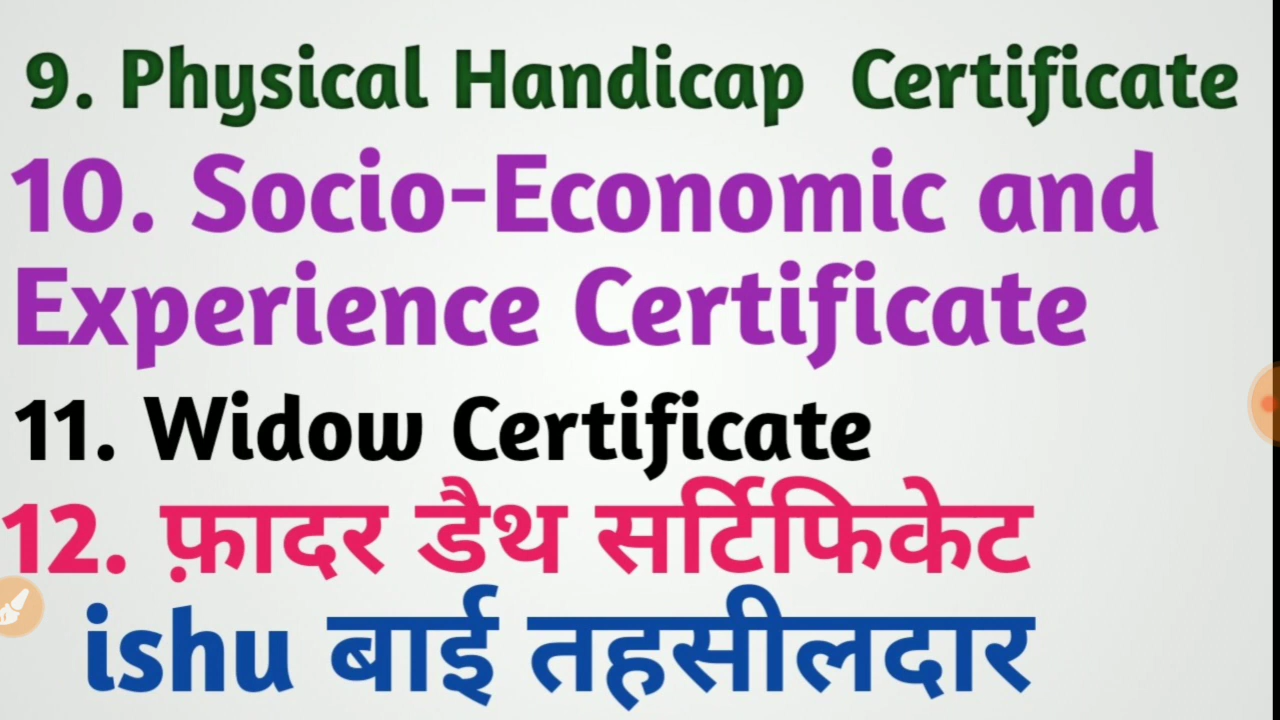 9. Physical Handicap Certificate
10. Socio-Economic and
Experience Certificate
11. Widow Certificate
12. फ़ादर डैथ सर्टिफिकेट
ishu बाई तहसीलदार